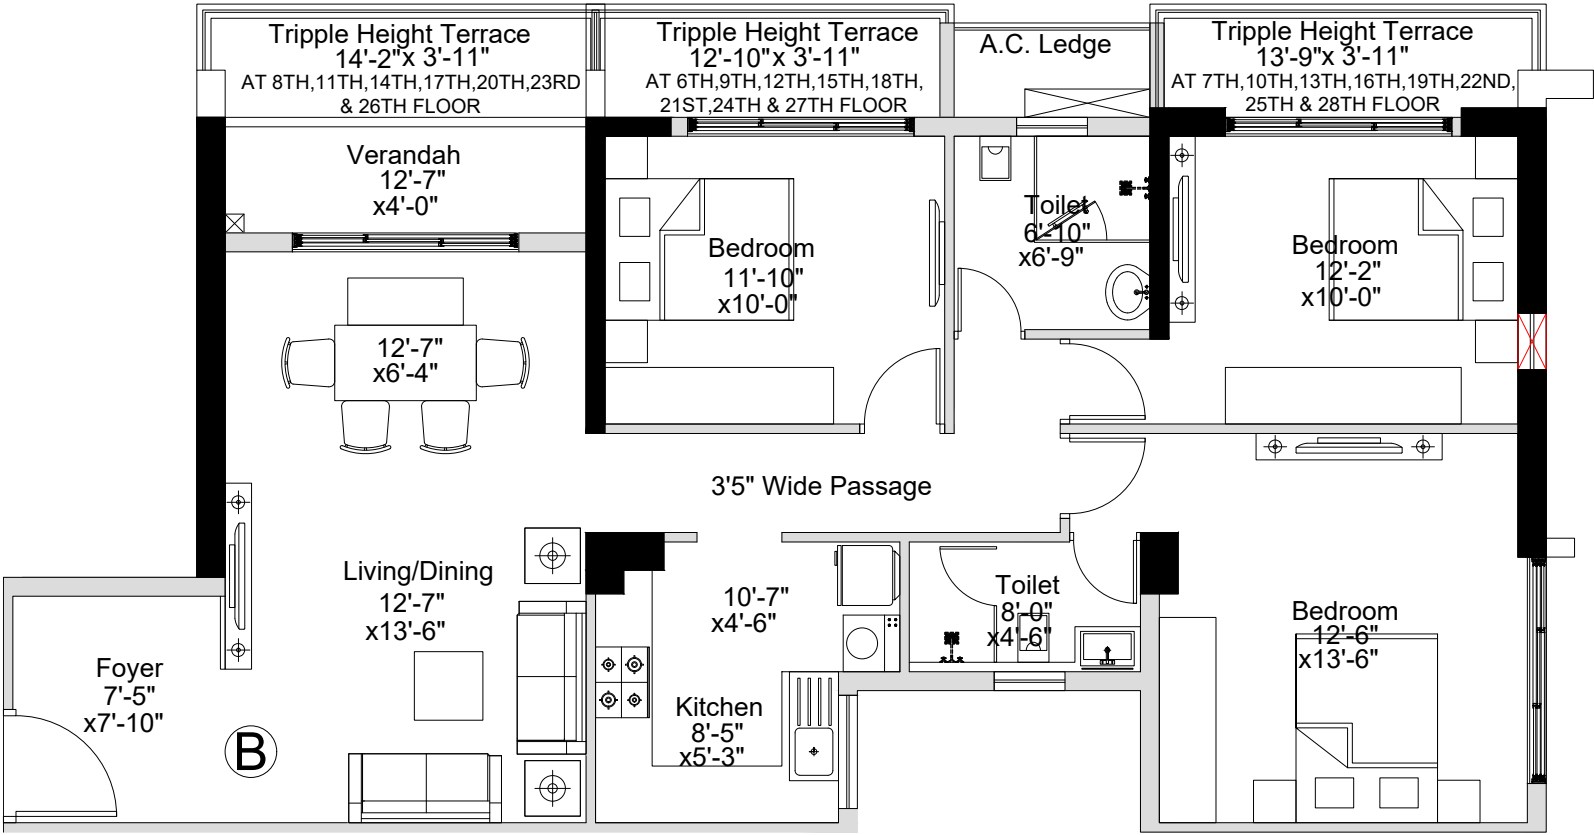 Tripple Height Terrace
14'-2"x 3'-11"
AT 8TH,11TH,14TH,17TH,20TH,23RD
& 26TH FLOOR
Tripple Height Terrace
12'-10"x 3'-11"
AT 6TH,9TH,12TH,15TH,18TH,
21ST,24TH & 27TH FLOOR
A.C. Ledge
Tripple Height Terrace
13'-9"x 3'-11"
AT 7TH,10TH,13TH,16TH,19TH,22ND,
25TH & 28TH FLOOR
Verandah
12'-7"
x4'-0"
Bedroom
11'-10"
x10'-0"
Toilet
6'-10"
x6'-9"
Bedroom
12'-2"
x10'-0"
12'-7"
x6'-4"
3'5" Wide Passage
Living/Dining
12'-7"
x13'-6"
10'-7"
x4'-6"
Toilet
8'-0"
x4'-6"
Bedroom
12'-6"
x13'-6"
Foyer
7'-5"
x7'-10"
B
Kitchen
8'-5"
x5'-3"